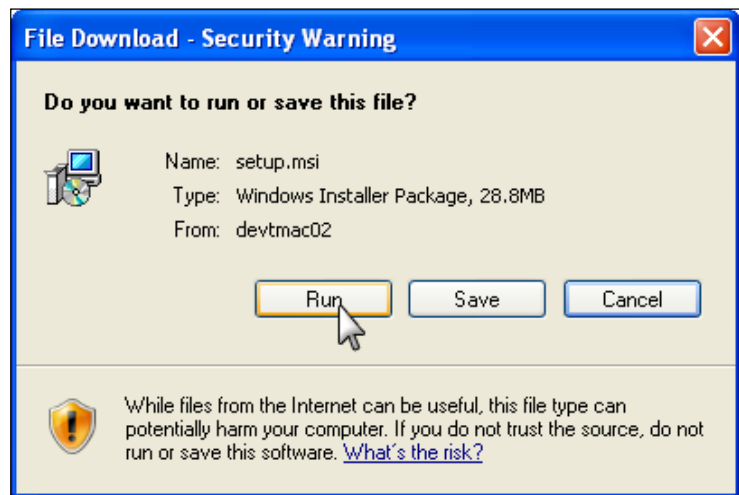 File Download - Security Warning
Do you want to run or save this file?
Name: setup.msi
Type: Windows Installer Package, 28.8MB
From: devtmac02
Run Save Cancel
While files from the Internet can be useful, this file type can
potentially harm your computer. If you do not trust the source, do not
run or save this software. What's the risk?